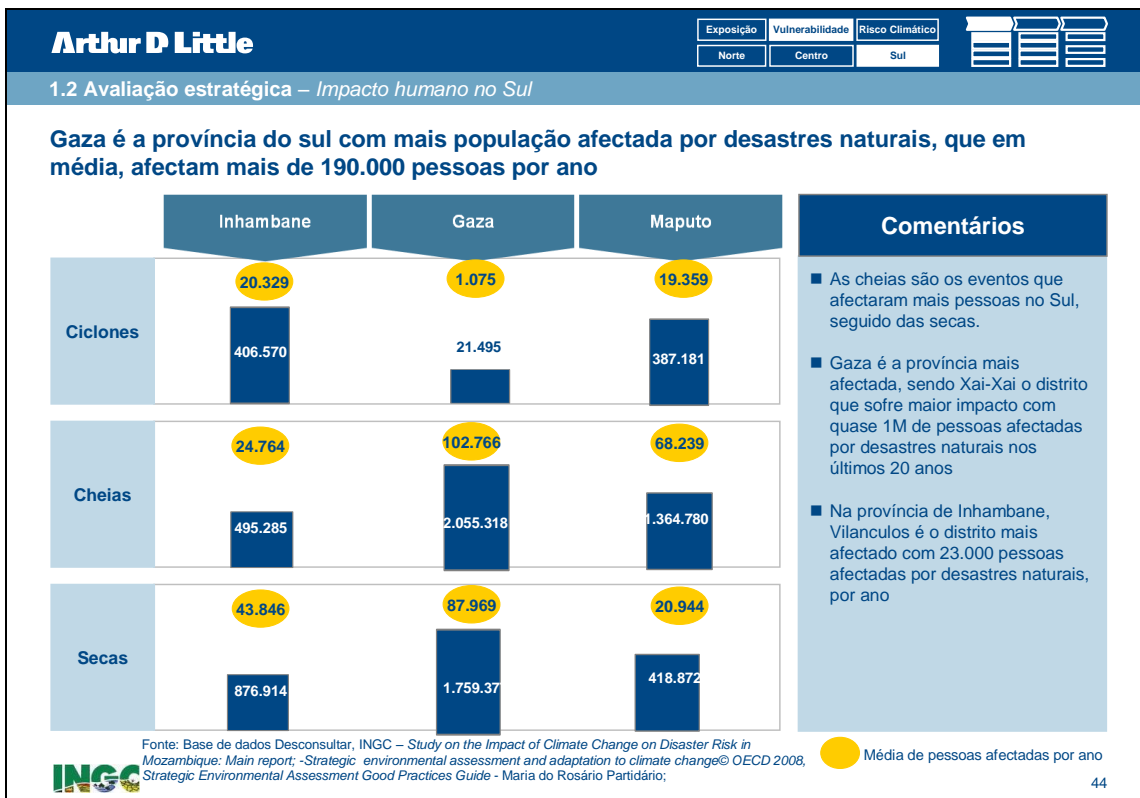 Arthur D Little
Exposição Vulnerabilidade Risco Climático
Norte Centro Sul
1.2 Avaliação estratégica – Impacto humano no Sul
Gaza é a província do sul com mais população afectada por desastres naturais, que em
média, afectam mais de 190.000 pessoas por ano
Inhambane Gaza Maputo
Ciclones
20.329 1.075 19.359
406.570 21.495 387.181
Cheias
24.764 102.766 68.239
495.285 2.055.318 1.364.780
Secas
43.846 87.969 20.944
876.914 1.759.37 418.872
Comentários
■ As cheias são os eventos que
afectaram mais pessoas no Sul,
seguido das secas.
■ Gaza é a província mais
afectada, sendo Xai-Xai o distrito
que sofre maior impacto com
quase 1M de pessoas afectadas
por desastres naturais nos
últimos 20 anos
■ Na província de Inhambane,
Vilanculos é o distrito mais
afectado com 23.000 pessoas
afectadas por desastres naturais,
por ano
Fonte: Base de dados Desconsultar, INGC – Study on the Impact of Climate Change on Disaster Risk in
Mozambique: Main report; -Strategic environmental assessment and adaptation to climate change© OECD 2008,
Strategic Environmental Assessment Good Practices Guide - Maria do Rosário Partidário;
Média de pessoas afectadas por ano
INGC
44